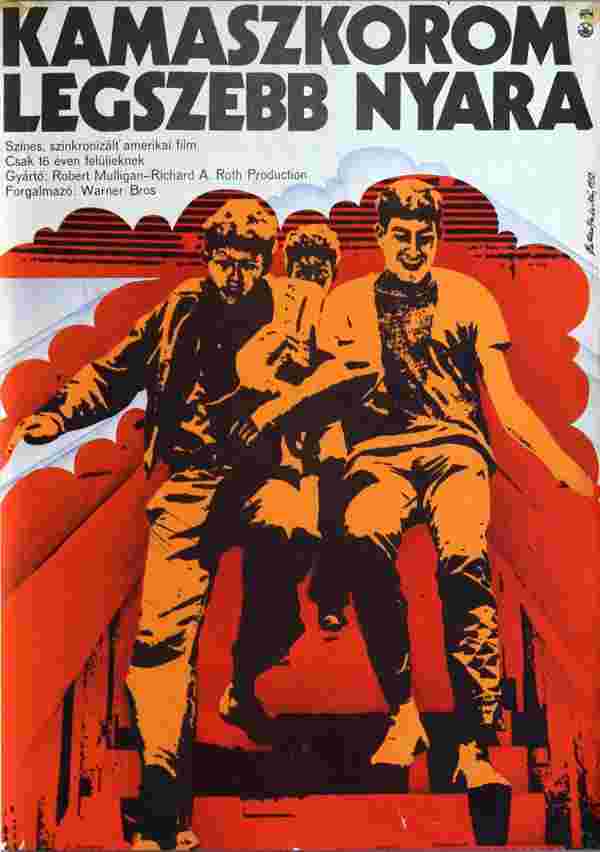 KAMASZKOROM
LEGSZEBB NYARA
Színes, szinkronizált amerikai film
Csak 16 éven felülieknek
Gyártó: Robert Mulligan–Richard A. Roth Production
Forgalmazó: Warner Bros